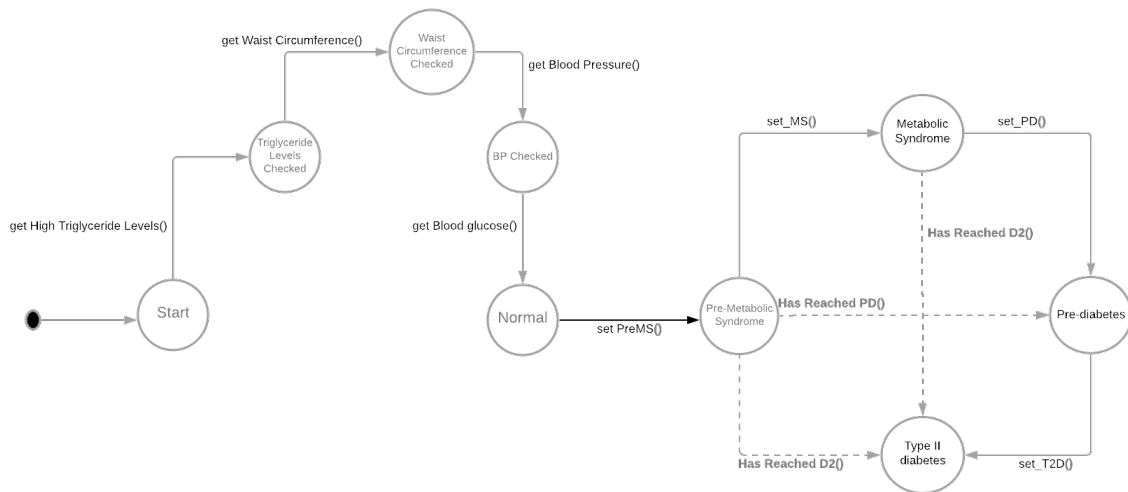 get Waist Circumference()
Waist
Circumference
Checked
get Blood Pressure()
Triglyceride
Levels
Checked
BP Checked
get High Triglyceride Levels()
get Blood glucose()
Start
Normal
set PreMS()
Pre-Metabolic
Syndrome
set_MS()
Metabolic
Syndrome
set_PD()
Has Reached D2()
Has Reached PD()
Pre-diabetes
Has Reached D2()
Type II
diabetes
set_T2D()